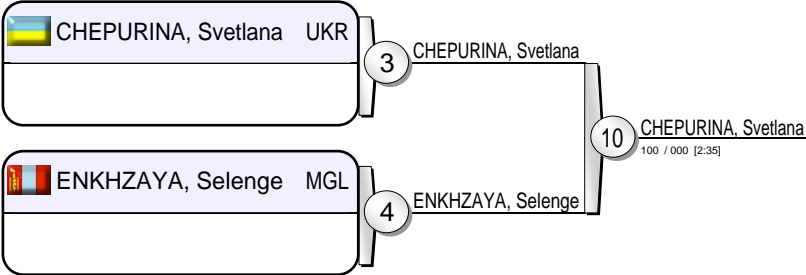 CHEPURINA, Svetlana UKR
3
CHEPURINA, Svetlana
10
CHEPURINA, Svetlana
100 / 000 [2:35]
ENKHZAYA, Selenge MGL
4
ENKHZAYA, Selenge